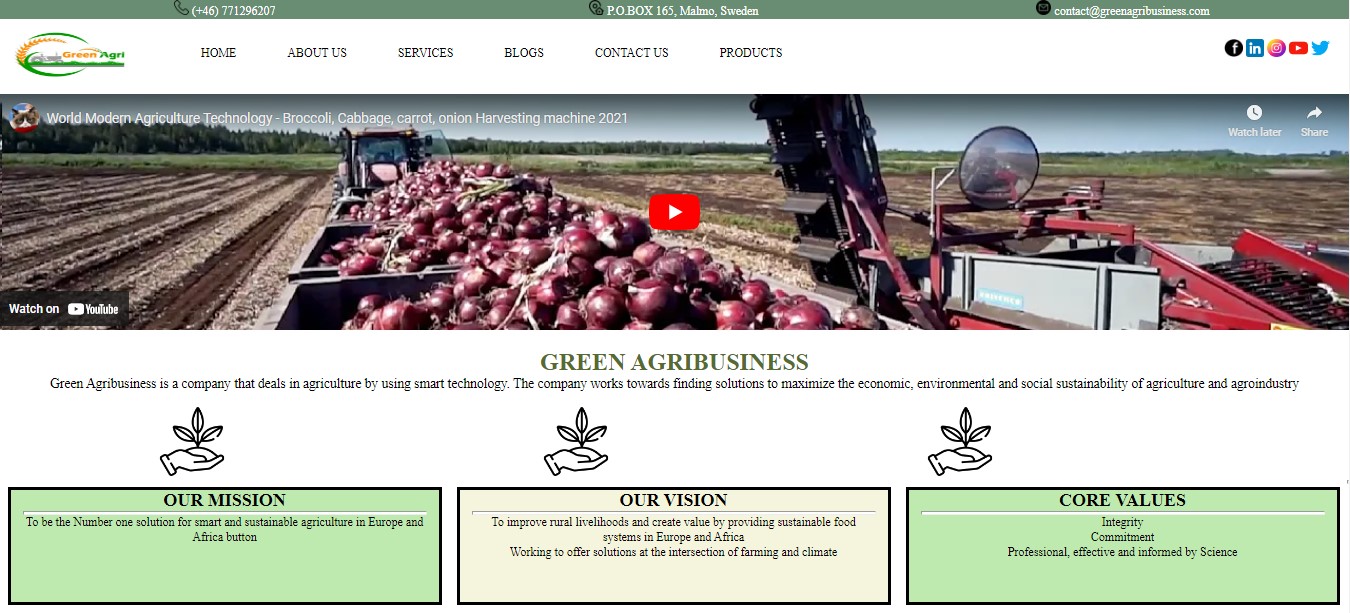 (+46) 771296207
P.O.BOX 165, Malmo, Sweden
contact@greenagribusiness.com
Green Agri
HOME
ABOUT US
SERVICES
BLOGS
CONTACT US
PRODUCTS
World Modern Agriculture Technology - Broccoli, Cabbage, carrot, onion Harvesting machine 2021
Watch later
Share
Watch on YouTube
GREEN AGRIBUSINESS
Green Agribusiness is a company that deals in agriculture by using smart technology. The company works towards finding solutions to maximize the economic, environmental and social sustainability of agriculture and agroindustry
OUR MISSION
To be the Number one solution for smart and sustainable agriculture in Europe and
Africa button
OUR VISION
To improve rural livelihoods and create value by providing sustainable food
systems in Europe and Africa
Working to offer solutions at the intersection of farming and climate
CORE VALUES
Integrity
Commitment
Professional, effective and informed by Science